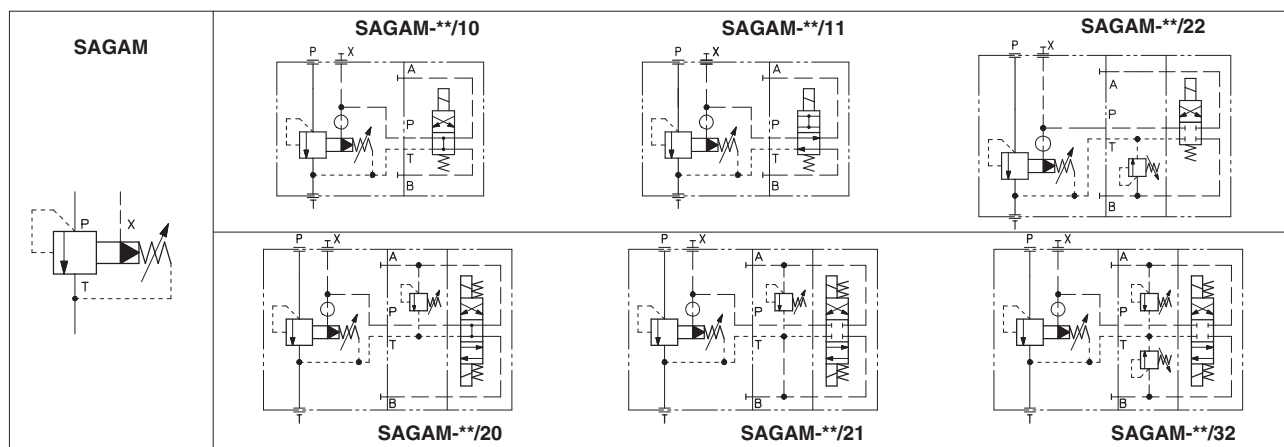 SAGAM
P
X
T
SAGAM-**/10
P
X
A
P
T
B
T
SAGAM-**/11
P
X
A
P
T
B
T
SAGAM-**/22
P
X
A
P
T
B
T
P
X
A
P
T
B
T
SAGAM-**/20
P
X
A
P
T
B
T
SAGAM-**/21
P
X
A
P
T
B
T
SAGAM-**/32